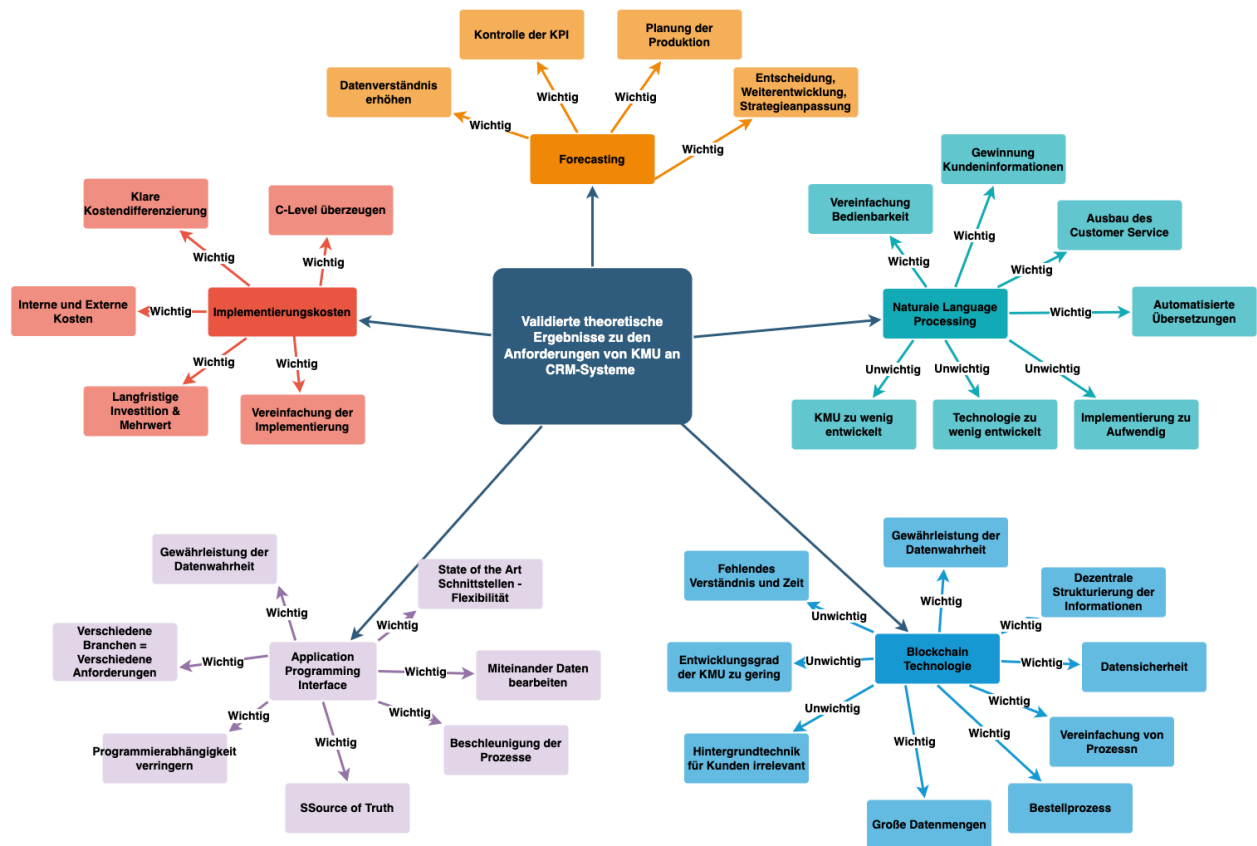 Kontrolle der KPI
Planung der
Produktion
Datenverständnis
erhöhen
Entscheidung,
Weiterentwicklung,
Strategieanpassung
Wichtig
Wichtig
Wichtig
Wichtig
Forecasting
Klare
Kostendifferenzierung
C-Level überzeugen
Wichtig
Wichtig
Interne und Externe
Kosten
Wichtig
Implementierungskosten
Wichtig
Wichtig
Langfristige
Investition &
Mehrwert
Vereinfachung der
Implementierung
Validierte theoretische
Ergebnisse zu den
Anforderungen von KMU an
CRM-Systeme
Gewinnung
Kundeninformationen
Vereinfachung
Bedienbarkeit
Ausbau des
Customer Service
Wichtig
Wichtig
Wichtig
Naturale Language
Processing
Wichtig
Automatisierte
Übersetzungen
Unwichtig
Unwichtig
Unwichtig
KMU zu wenig
entwickelt
Technologie zu
wenig entwickelt
Implementierung zu
Aufwendig
Gewährleistung der
Datenwahrheit
State of the Art
Schnittstellen -
Flexibilität
Wichtig
Wichtig
Verschiedene
Branchen =
Verschiedene
Anforderungen
Wichtig
Application
Programming
Interface
Wichtig
Miteinander Daten
bearbeiten
Wichtig
Wichtig
Wichtig
Programmierabhängigkeit
verringern
Beschleunigung der
Prozesse
SSource of Truth
Gewährleistung der
Datenwahrheit
Fehlendes
Verständnis und Zeit
Dezentrale
Strukturierung der
Informationen
Unwichtig
Wichtig
Wichtig
Entwicklungsgrad
der KMU zu gering
Unwichtig
Blockchain
Technologie
Wichtig
Datensicherheit
Unwichtig
Wichtig
Wichtig
Wichtig
Hintergrundtechnik
für Kunden irrelevant
Vereinfachung von
Prozessn
Große Datenmengen
Bestellprozess